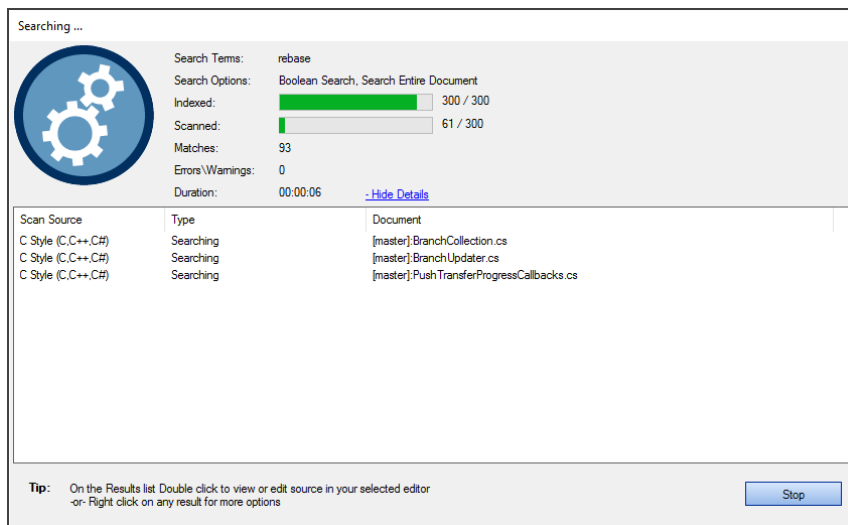 Searching ...
Search Terms: rebase
Search Options: Boolean Search, Search Entire Document
Indexed: 300 / 300
Scanned: 61 / 300
Matches: 93
Errors\Warnings: 0
Duration: 00:00:06 - Hide Details
Scan Source Type Document
C Style (C,C++,C#) Searching [master]:BranchCollection.cs
C Style (C,C++,C#) Searching [master]:BranchUpdater.cs
C Style (C,C++,C#) Searching [master]:PushTransferProgressCallbacks.cs
Tip: On the Results list Double click to view or edit source in your selected editor
-or- Right click on any result for more options
Stop